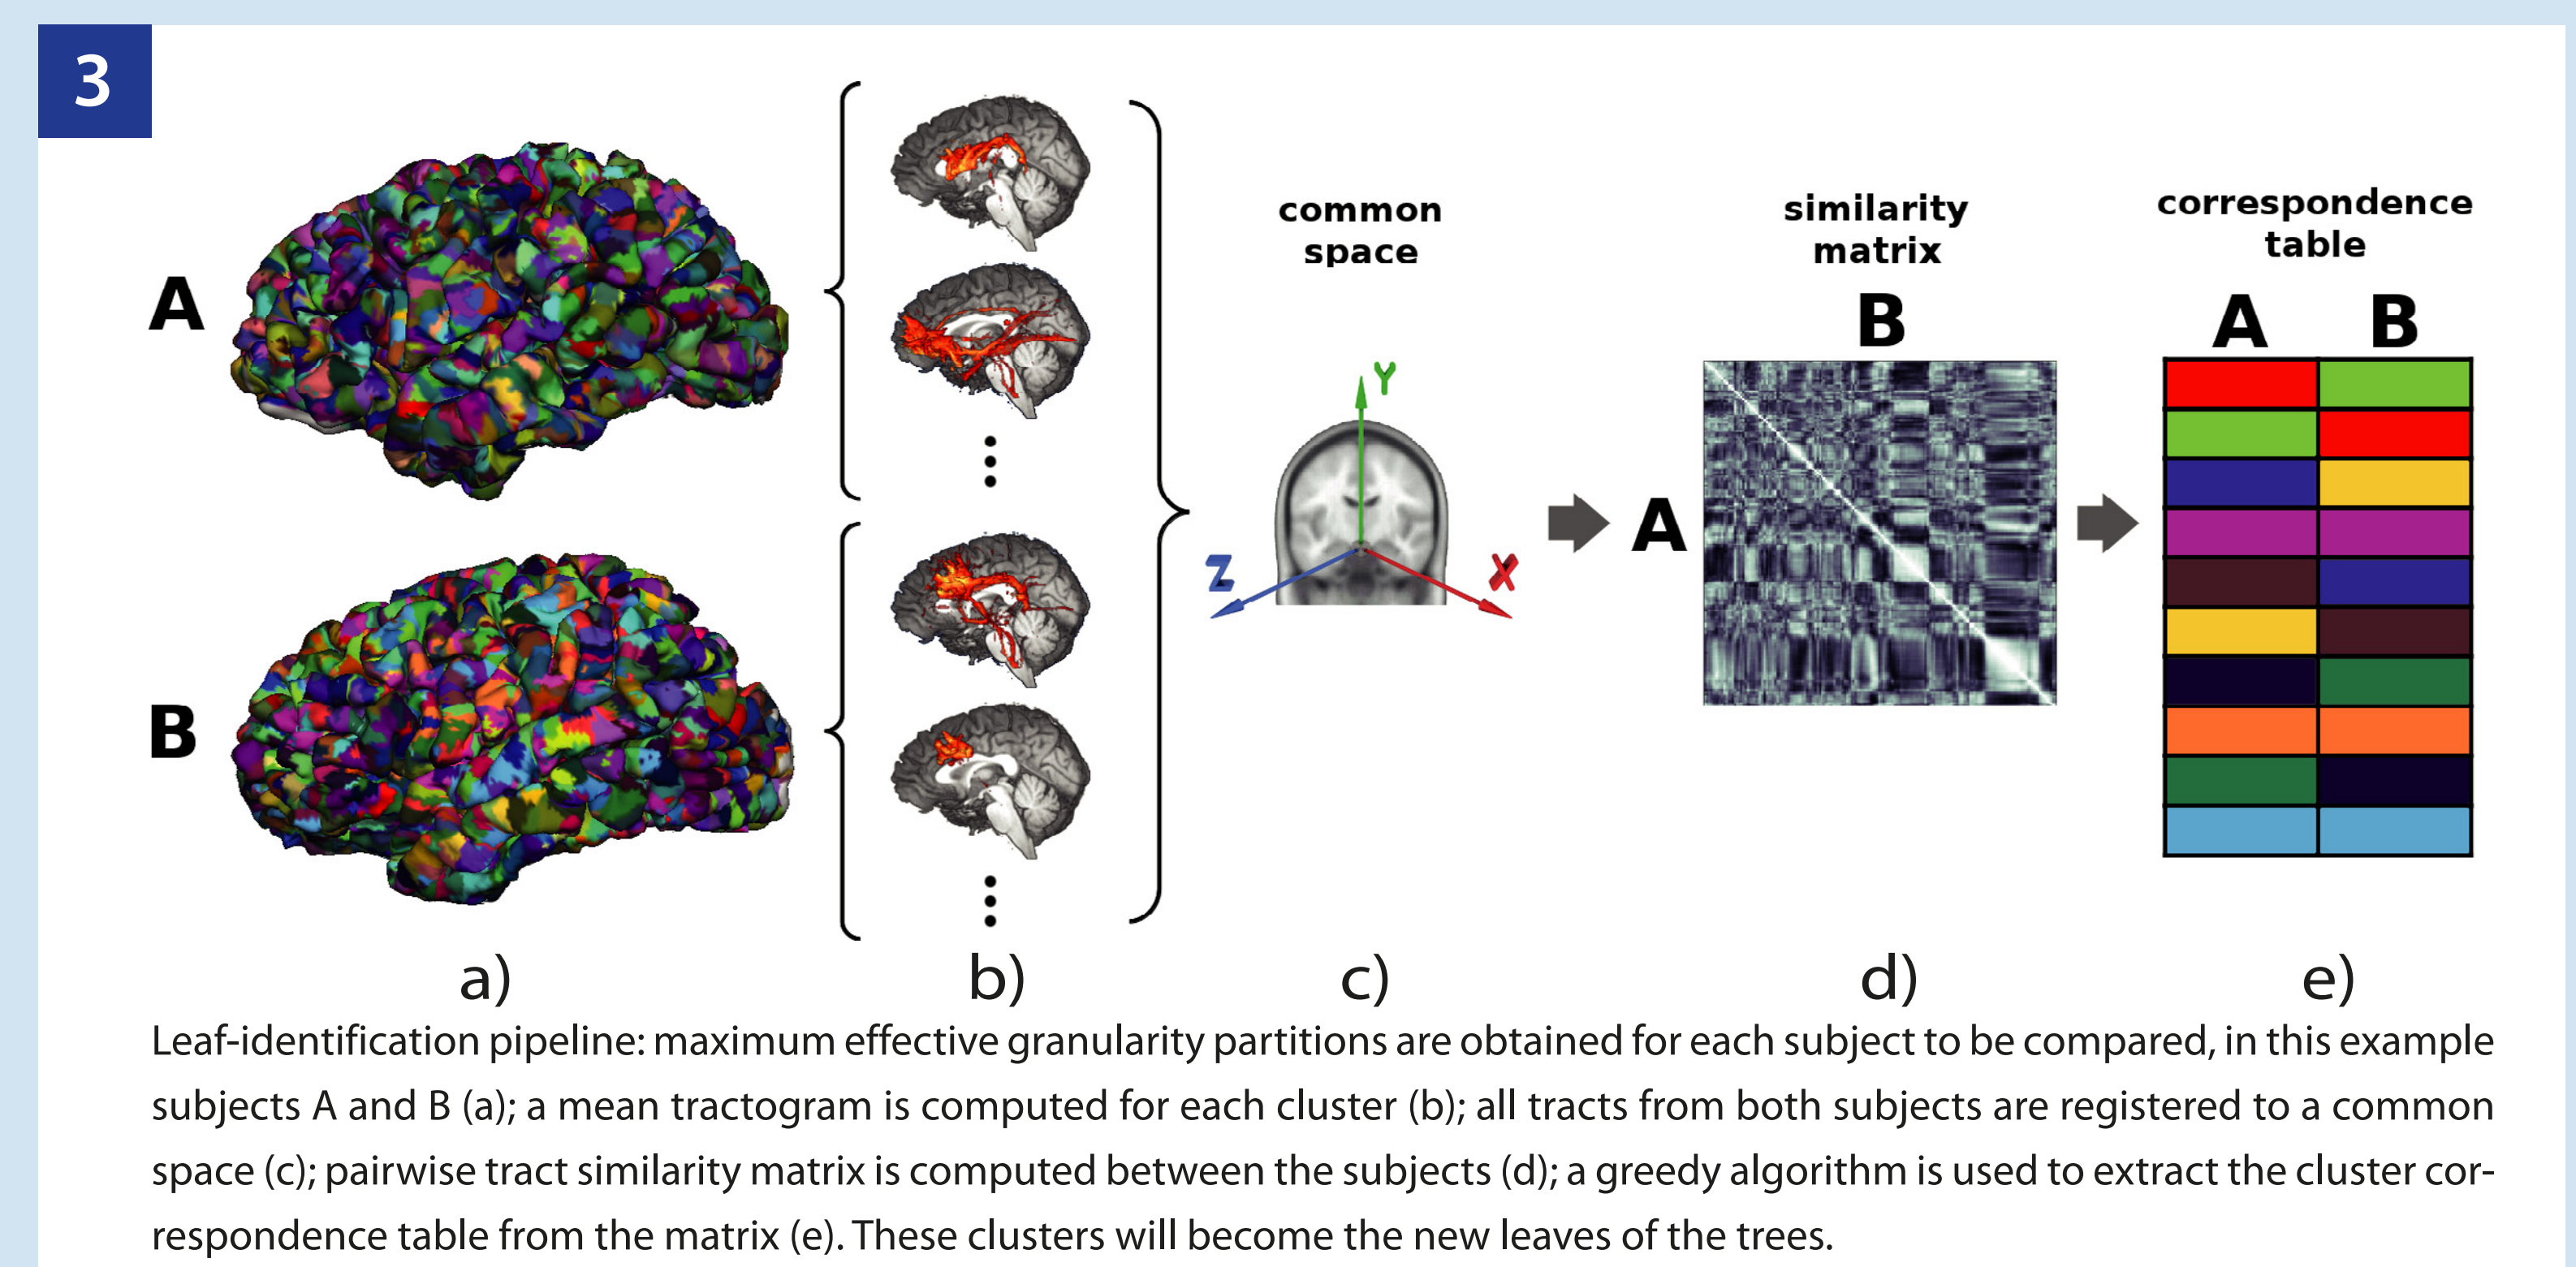 3
A
B
common
space
Y
Z
X
similarity
matrix
B
A
correspondence
table
A
B
a)
b)
c)
d)
e)
Leaf-identification pipeline: maximum effective granularity partitions are obtained for each subject to be compared, in this example
subjects A and B (a); a mean tractogram is computed for each cluster (b); all tracts from both subjects are registered to a common
space (c); pairwise tract similarity matrix is computed between the subjects (d); a greedy algorithm is used to extract the cluster cor-
respondence table from the matrix (e). These clusters will become the new leaves of the trees.